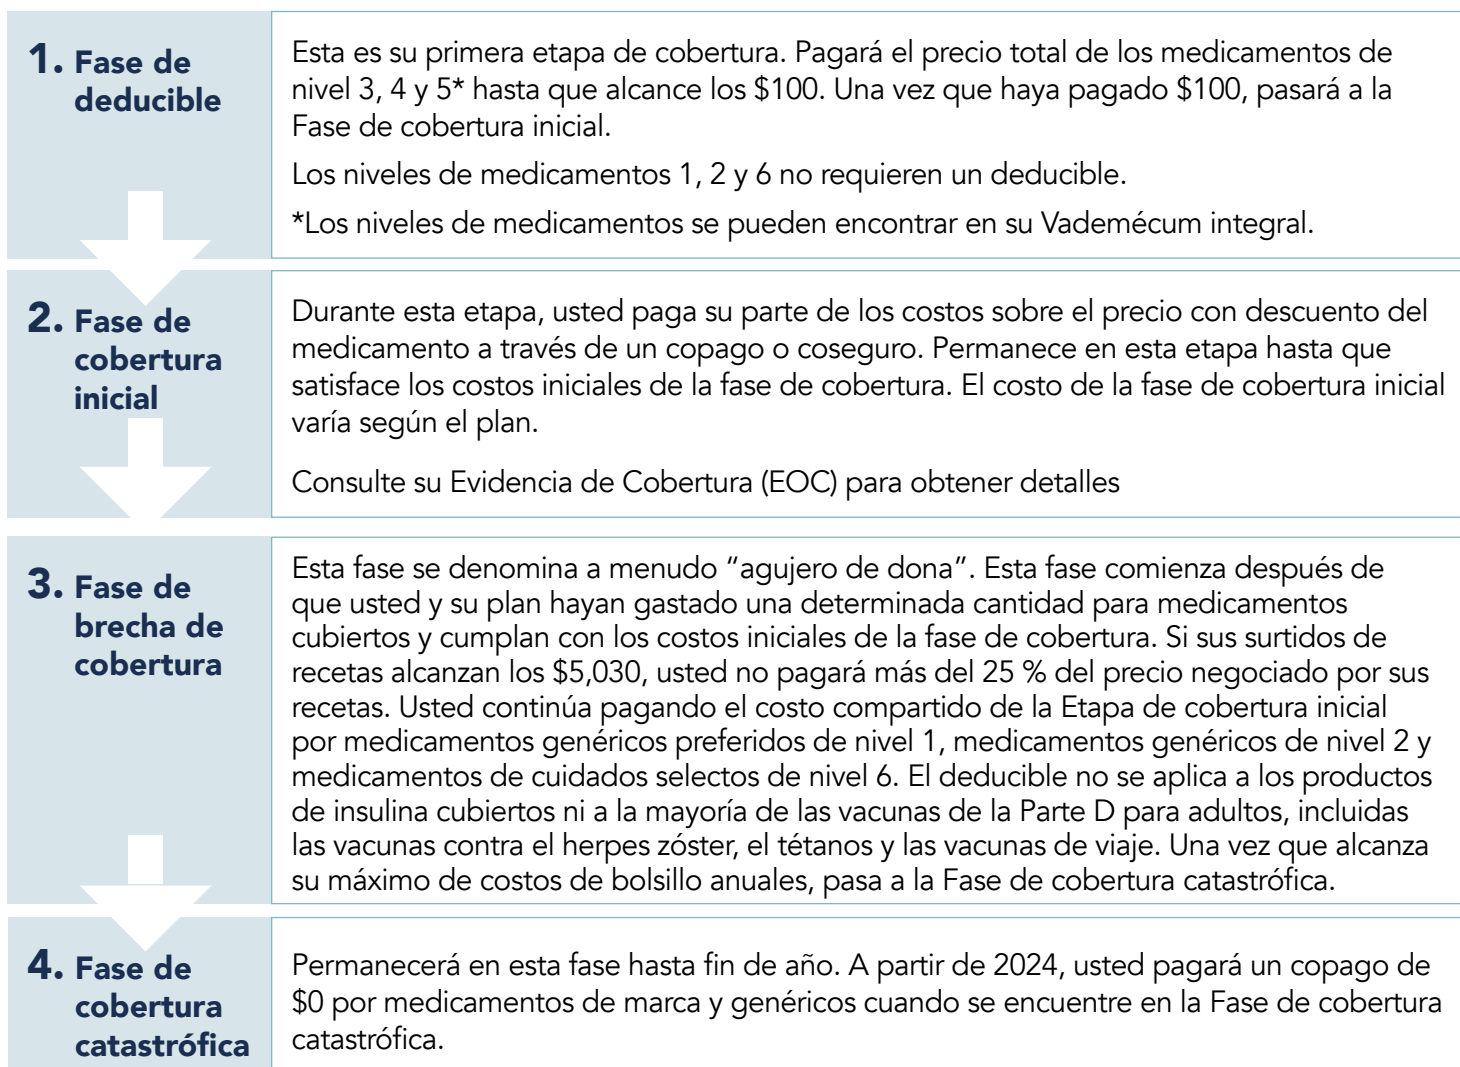 1. Fase de
deducible
Esta es su primera etapa de cobertura. Pagará el precio total de los medicamentos de
nivel 3, 4 y 5* hasta que alcance los $100. Una vez que haya pagado $100, pasará a la
Fase de cobertura inicial.
Los niveles de medicamentos 1, 2 y 6 no requieren un deducible.
*Los niveles de medicamentos se pueden encontrar en su Vademécum integral.
2. Fase de
cobertura
inicial
Durante esta etapa, usted paga su parte de los costos sobre el precio con descuento del
medicamento a través de un copago o coseguro. Permanece en esta etapa hasta que
satisface los costos iniciales de la fase de cobertura. El costo de la fase de cobertura inicial
varía según el plan.
Consulte su Evidencia de Cobertura (EOC) para obtener detalles
3. Fase de
brecha de
cobertura
Esta fase se denomina a menudo “agujero de dona”. Esta fase comienza después de
que usted y su plan hayan gastado una determinada cantidad para medicamentos
cubiertos y cumplan con los costos iniciales de la fase de cobertura. Si sus surtidos de
recetas alcanzan los $5,030, usted no pagará más del 25 % del precio negociado por sus
recetas. Usted continúa pagando el costo compartido de la Etapa de cobertura inicial
por medicamentos genéricos preferidos de nivel 1, medicamentos genéricos de nivel 2 y
medicamentos de cuidados selectos de nivel 6. El deducible no se aplica a los productos
de insulina cubiertos ni a la mayoría de las vacunas de la Parte D para adultos, incluidas
las vacunas contra el herpes zóster, el tétanos y las vacunas de viaje. Una vez que alcanza
su máximo de costos de bolsillo anuales, pasa a la Fase de cobertura catastrófica.
4. Fase de
cobertura
catastrófica
Permanecerá en esta fase hasta fin de año. A partir de 2024, usted pagará un copago de
$0 por medicamentos de marca y genéricos cuando se encuentre en la Fase de cobertura
catastrófica.